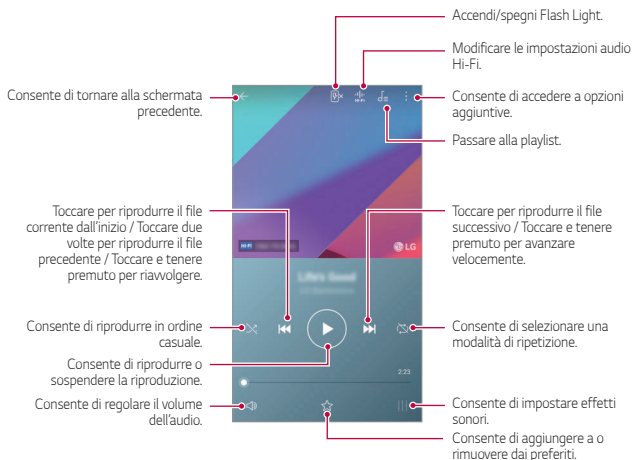 Accendi/spegni Flash Light.
Modificare le impostazioni audio
Hi-Fi.
Consente di tornare alla schermata
precedente.
Consente di accedere a opzioni
aggiuntive.
Passare alla playlist.
Toccare per riprodurre il file
corrente dall'inizio / Toccare due
volte per riprodurre il file
precedente / Toccare e tenere
premuto per riavvolgere.
Toccare per riprodurre il file
successivo / Toccare e tenere
premuto per avanzare
velocemente.
HI-FI
LG
Life's Good
Consente di riprodurre in ordine
casuale.
Consente di selezionare una
modalità di ripetizione.
Consente di riprodurre o
sospendere la riproduzione.
2:23
Consente di regolare il volume
dell'audio.
Consente di impostare effetti
sonori.
Consente di aggiungere a o
rimuovere dai preferiti.